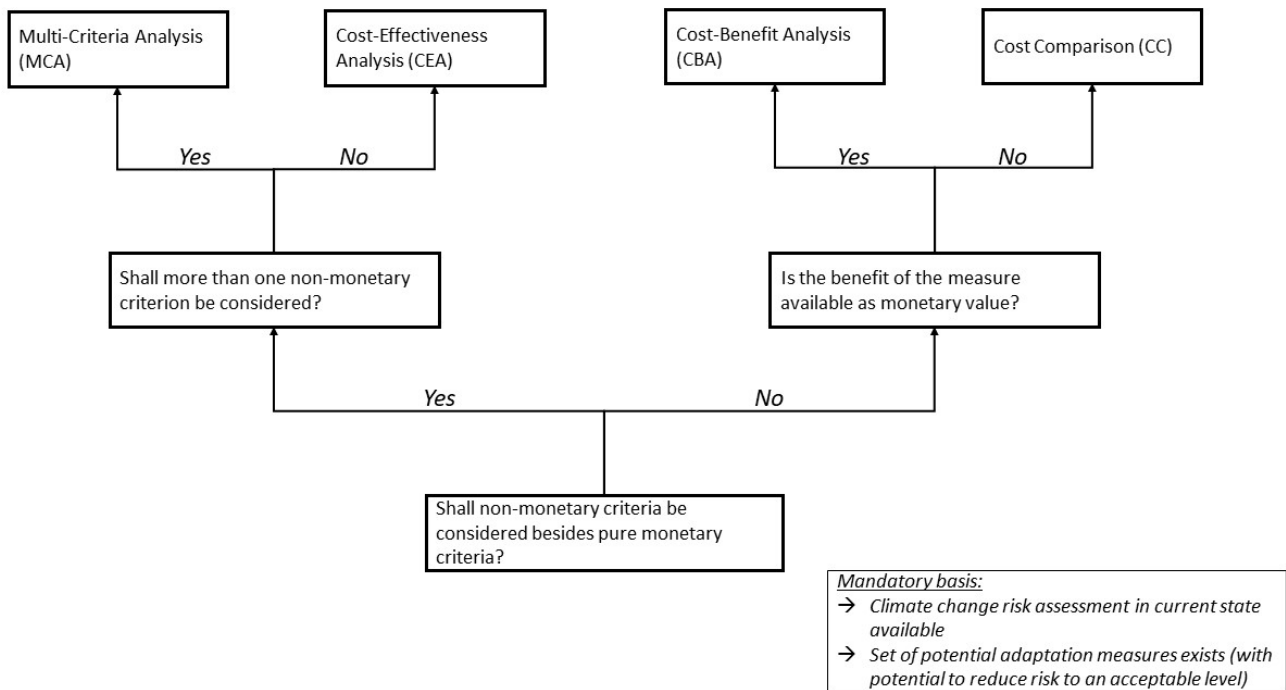 Multi-Criteria Analysis
(MCA)
Cost-Effectiveness
Analysis (CEA)
Cost-Benefit Analysis
(CBA)
Cost Comparison (CC)
Yes
No
Yes
No
Shall more than one non-monetary
criterion be considered?
Is the benefit of the measure
available as monetary value?
Yes
No
Shall non-monetary criteria be
considered besides pure monetary
criteria?
Mandatory basis:
→ Climate change risk assessment in current state
available
→ Set of potential adaptation measures exists (with
potential to reduce risk to an acceptable level)